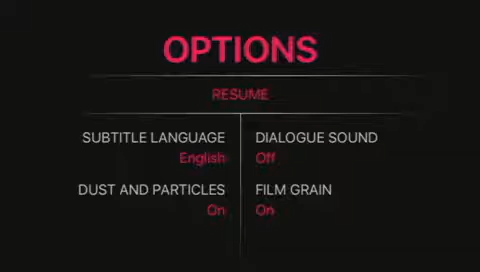 OPTIONS
RESUME
SUBTITLE LANGUAGE
English
DIALOGUE SOUND
Off
DUST AND PARTICLES
On
FILM GRAIN
On